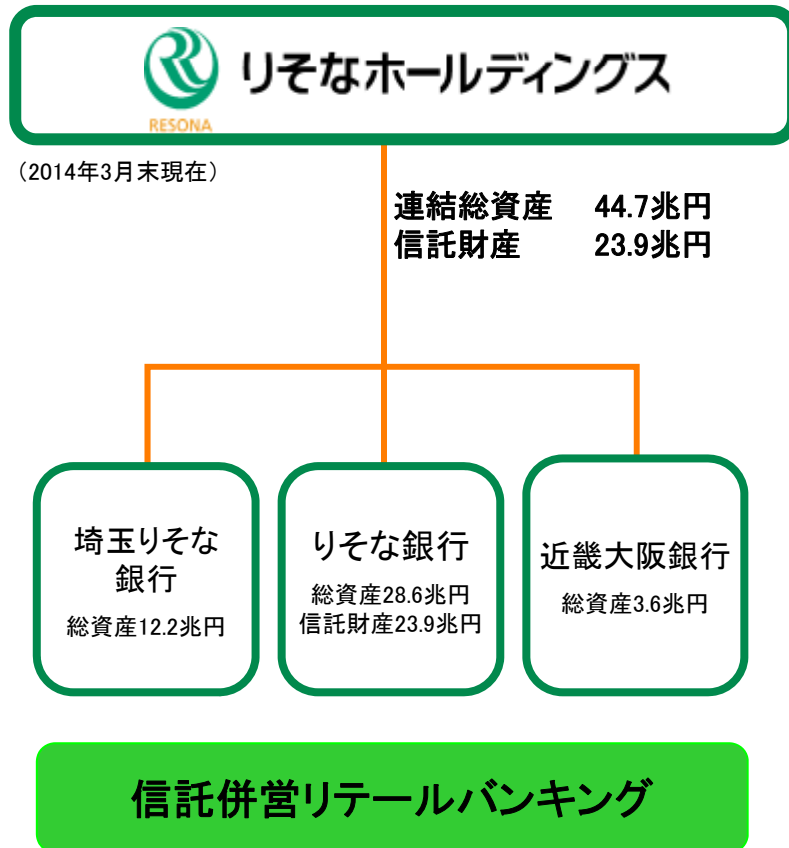 りそなホールディングス
RESONA
（2014年3月末現在）
連結総資産 44.7兆円
信託財産 23.9兆円
埼玉りそな
銀行
総資産12.2兆円
りそな銀行
総資産28.6兆円
信託財産23.9兆円
近畿大阪銀行
総資産3.6兆円
信託併営リテールバンキング